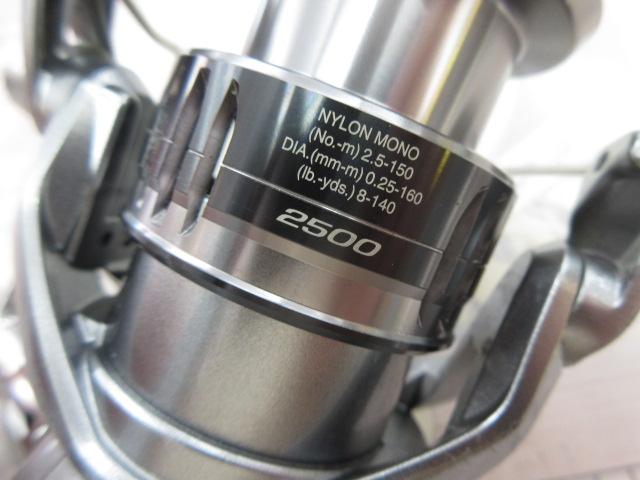 NYLON MONO
(No.-m) 2.5-150
DIA.(mm-m) 0.25-160
(lb.-yds.) 8-140
2500